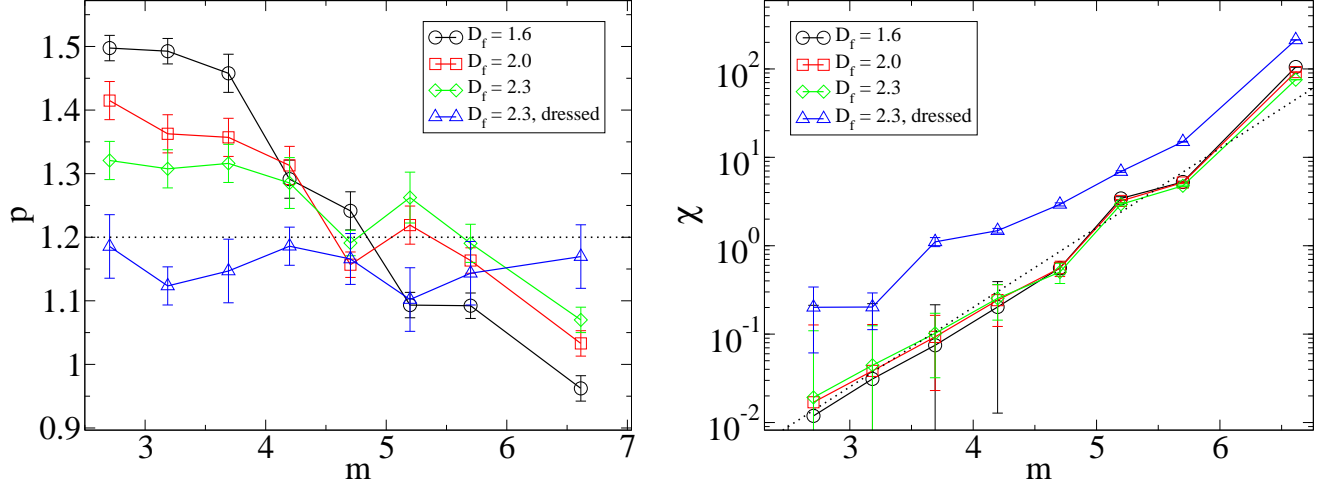 1.5
1.4
1.3
1.2
1.1
1
0.9
p
3
4
5
6
7
m
D_f = 1.6
D_f = 2.0
D_f = 2.3
D_f = 2.3, dressed
10^2
10^1
10^0
10^-1
10^-2
χ
3
4
5
6
m
D_f = 1.6
D_f = 2.0
D_f = 2.3
D_f = 2.3, dressed